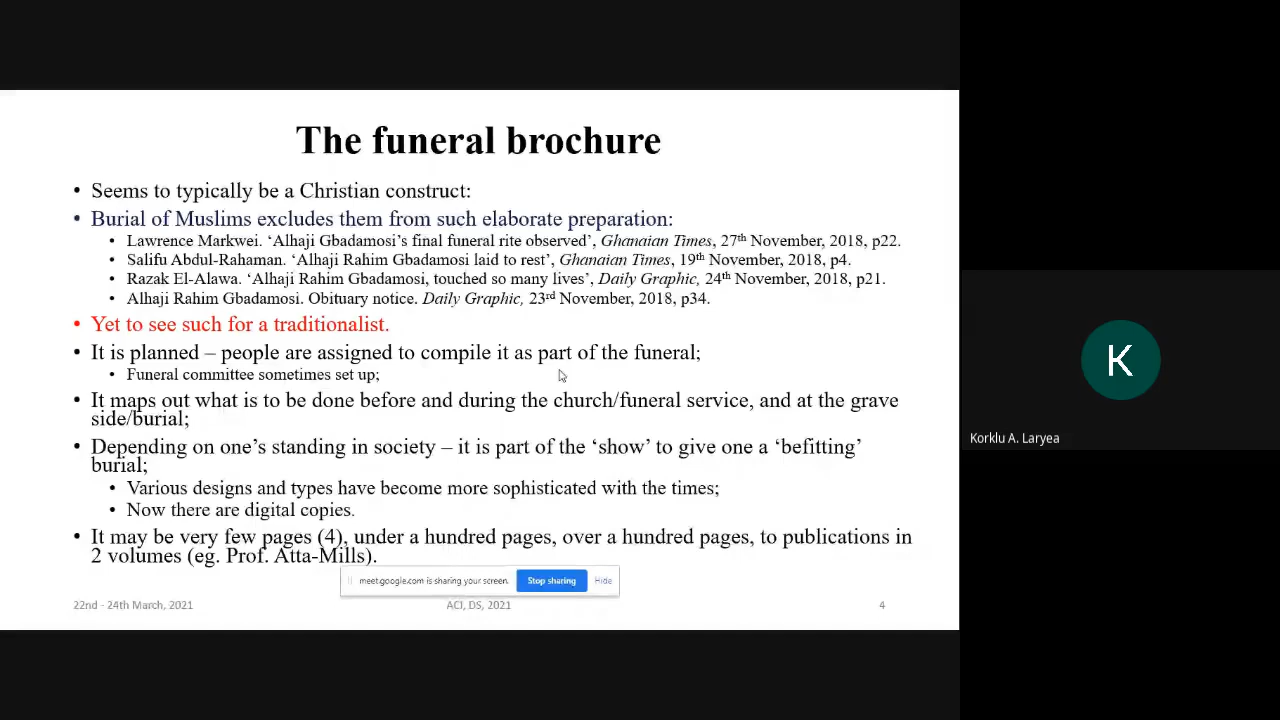 The funeral brochure
• Seems to typically be a Christian construct:
• Burial of Muslims excludes them from such elaborate preparation:
• Lawrence Markwei. ‘Alhaji Gbadamosi’s final funeral rite observed’, Ghanaian Times, 27th November, 2018, p22.
• Salifu Abdul-Rahaman. ‘Alhaji Rahim Gbadamosi laid to rest’, Ghanaian Times, 19th November, 2018, p4.
• Razak El-Alawa. ‘Alhaji Rahim Gbadamosi, touched so many lives’, Daily Graphic, 24th November, 2018, p21.
• Alhaji Rahim Gbadamosi. Obituary notice. Daily Graphic, 23rd November, 2018, p34.
• Yet to see such for a traditionalist.
• It is planned – people are assigned to compile it as part of the funeral;
• Funeral committee sometimes set up;
• It maps out what is to be done before and during the church/funeral service, and at the grave
side/burial;
• Depending on one’s standing in society – it is part of the ‘show’ to give one a ‘befitting’
burial;
• Various designs and types have become more sophisticated with the times;
• Now there are digital copies.
• It may be very few pages (4), under a hundred pages, over a hundred pages, to publications in
2 volumes (eg. Prof. Atta-Mills).
meet.google.com is sharing your screen. Stop sharing Hide
22nd - 24th March, 2021 ACI, DS, 2021 4
K
Korklu A. Laryea